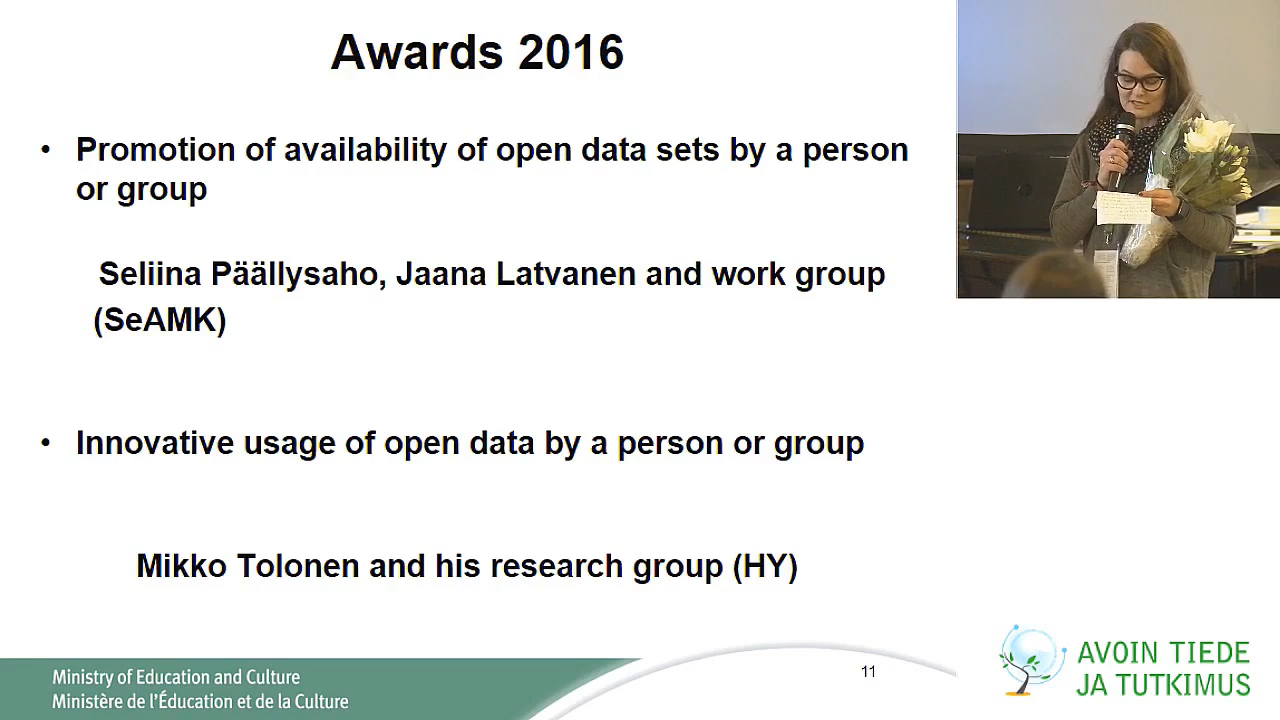 Awards 2016
• Promotion of availability of open data sets by a person
or group
Seliina Päällysaho, Jaana Latvanen and work group
(SeAMK)
• Innovative usage of open data by a person or group
Mikko Tolonen and his research group (HY)
Ministry of Education and Culture
Ministère de l'Éducation et de la Culture
11
AVOIN TIEDE
JA TUTKIMUS